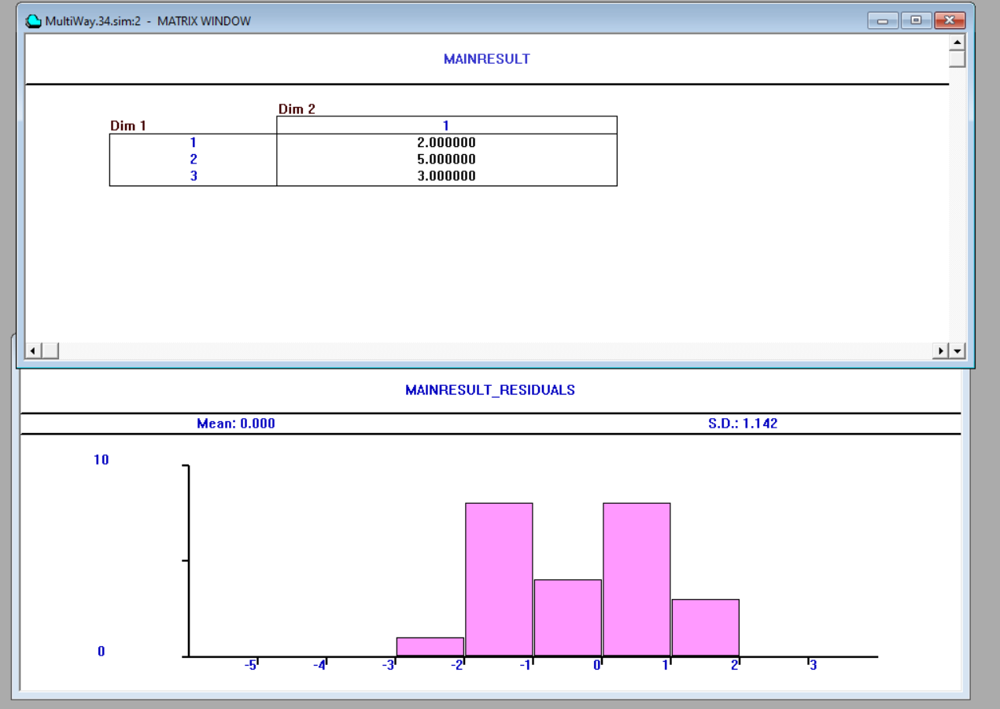 MultiWay.34.sim:2 - MATRIX WINDOW
MAINRESULT
Dim 2
Dim 1 1
1 2.000000
2 5.000000
3 3.000000
MAINRESULT_RESIDUALS
Mean: 0.000 S.D.: 1.142
10
0
-5 -4 -3 -2 -1 0 1 2 3